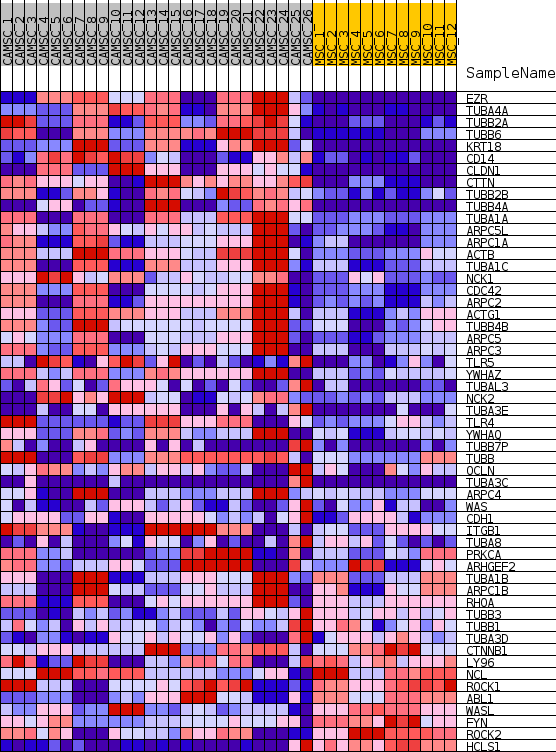 CAMSC_1
CAMSC_2
CAMSC_3
CAMSC_4
CAMSC_5
CAMSC_6
CAMSC_7
CAMSC_8
CAMSC_9
CAMSC_10
CAMSC_11
CAMSC_12
CAMSC_13
CAMSC_14
CAMSC_15
CAMSC_16
CAMSC_17
CAMSC_18
CAMSC_19
CAMSC_20
CAMSC_21
CAMSC_22
CAMSC_23
CAMSC_24
CAMSC_25
CAMSC_26
MSC_1
MSC_2
MSC_3
MSC_4
MSC_5
MSC_6
MSC_7
MSC_8
MSC_9
MSC_10
MSC_11
MSC_12
SampleName
EZR
TUBA4A
TUBB2A
TUBB6
KRT18
CD14
CLDN1
CTTN
TUBB2B
TUBB4A
TUBA1A
ARPC5L
ARPC1A
ACTB
TUBA1C
NCK1
CDC42
ARPC2
ACTG1
TUBB4B
ARPC5
ARPC3
TLR5
YWHAZ
TUBAL3
NCK2
TUBA3E
TLR4
YWHAQ
TUBB7P
TUBB
OCLN
TUBA3C
ARPC4
WAS
CDH1
ITGB1
TUBA8
PRKCA
ARHGEF2
TUBA1B
ARPC1B
RHOA
TUBB3
TUBB1
TUBA3D
CTNNB1
LY96
NCL
ROCK1
ABL1
WASL
FYN
ROCK2
HCLS1